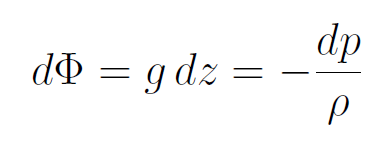 dΦ = g dz = −dp/ρ